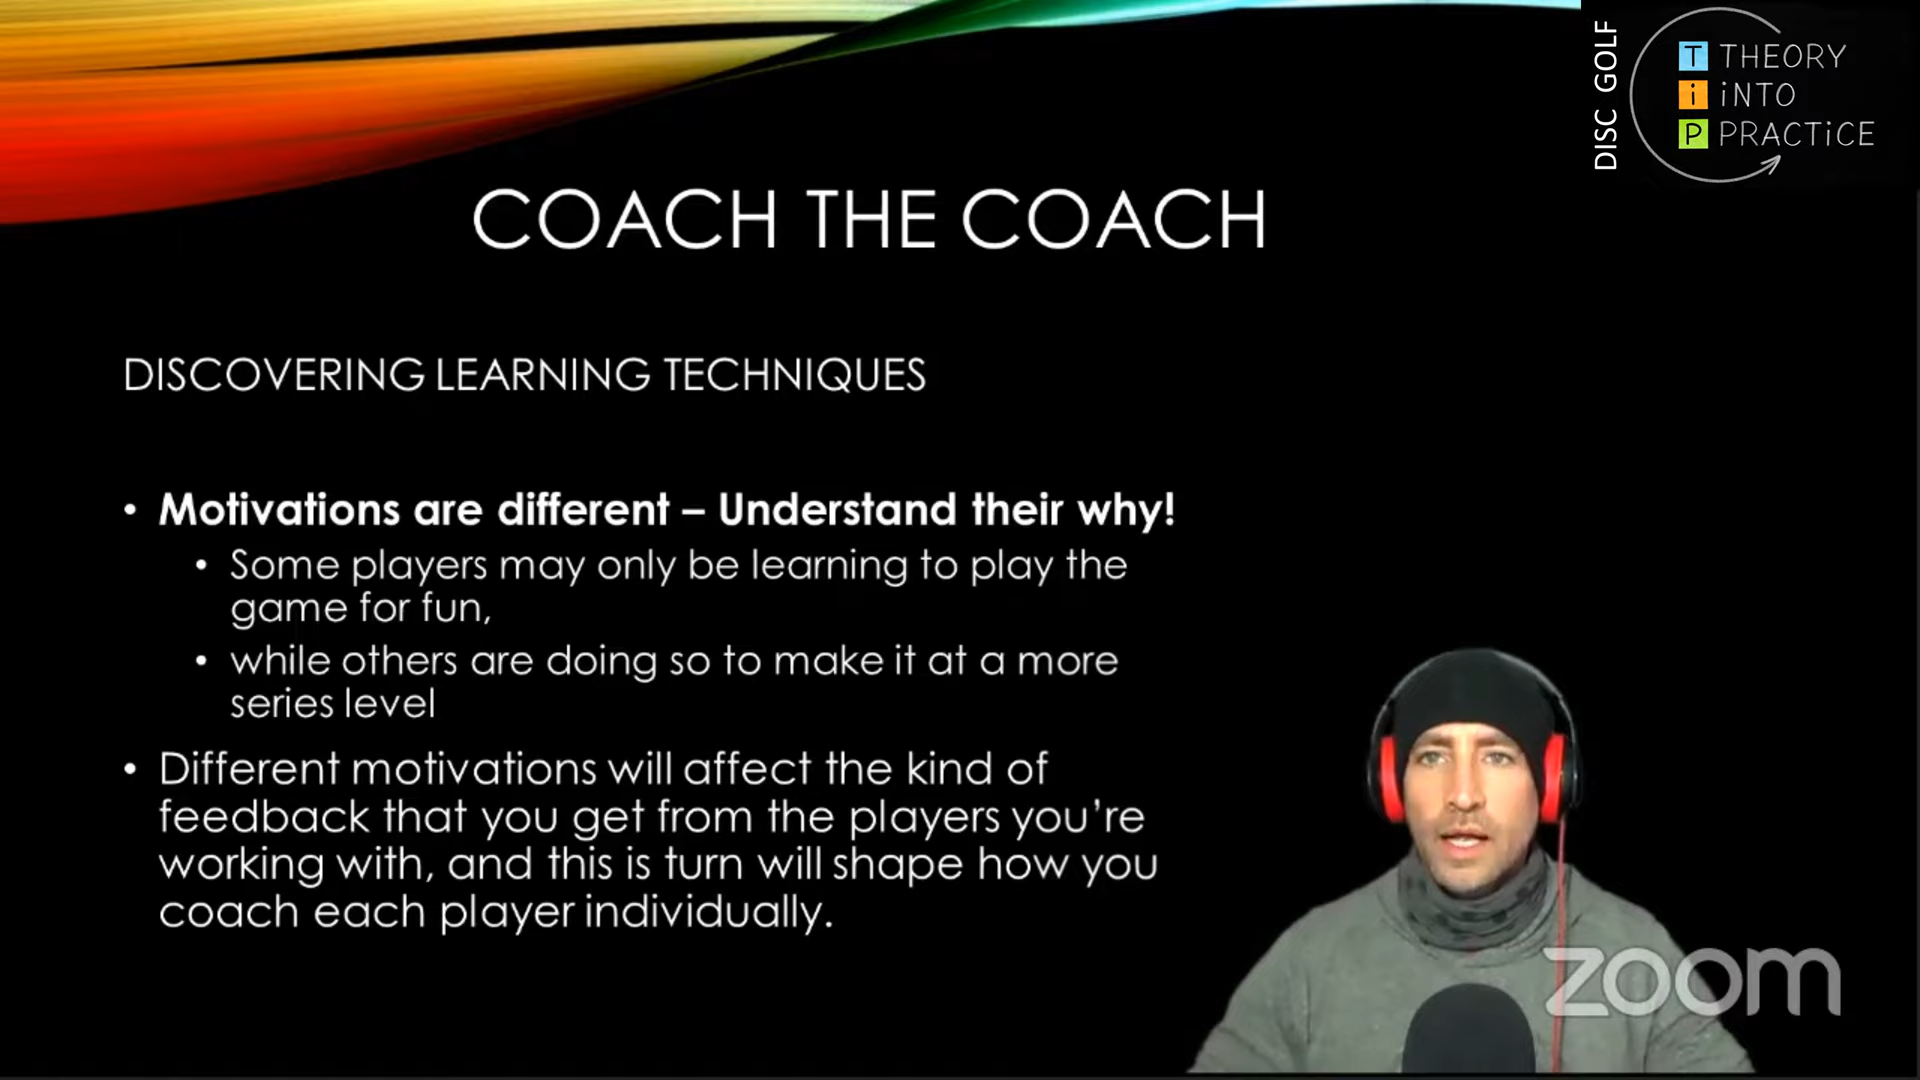 DISC GOLF
T THEORY
i iNTO
P PRACTiCE
COACH THE COACH
DISCOVERING LEARNING TECHNIQUES
• Motivations are different – Understand their why!
• Some players may only be learning to play the
game for fun,
• while others are doing so to make it at a more
series level
• Different motivations will affect the kind of
feedback that you get from the players you’re
working with, and this is turn will shape how you
coach each player individually.
zoom